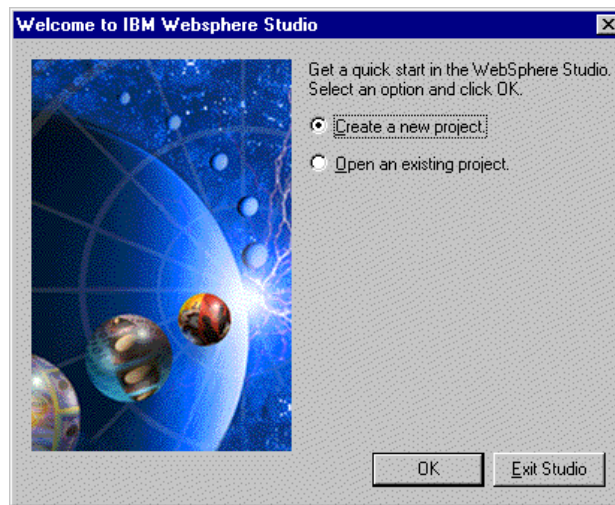 Welcome to IBM Websphere Studio
Get a quick start in the WebSphere Studio.
Select an option and click OK.
Create a new project.
Open an existing project.
OK
Exit Studio